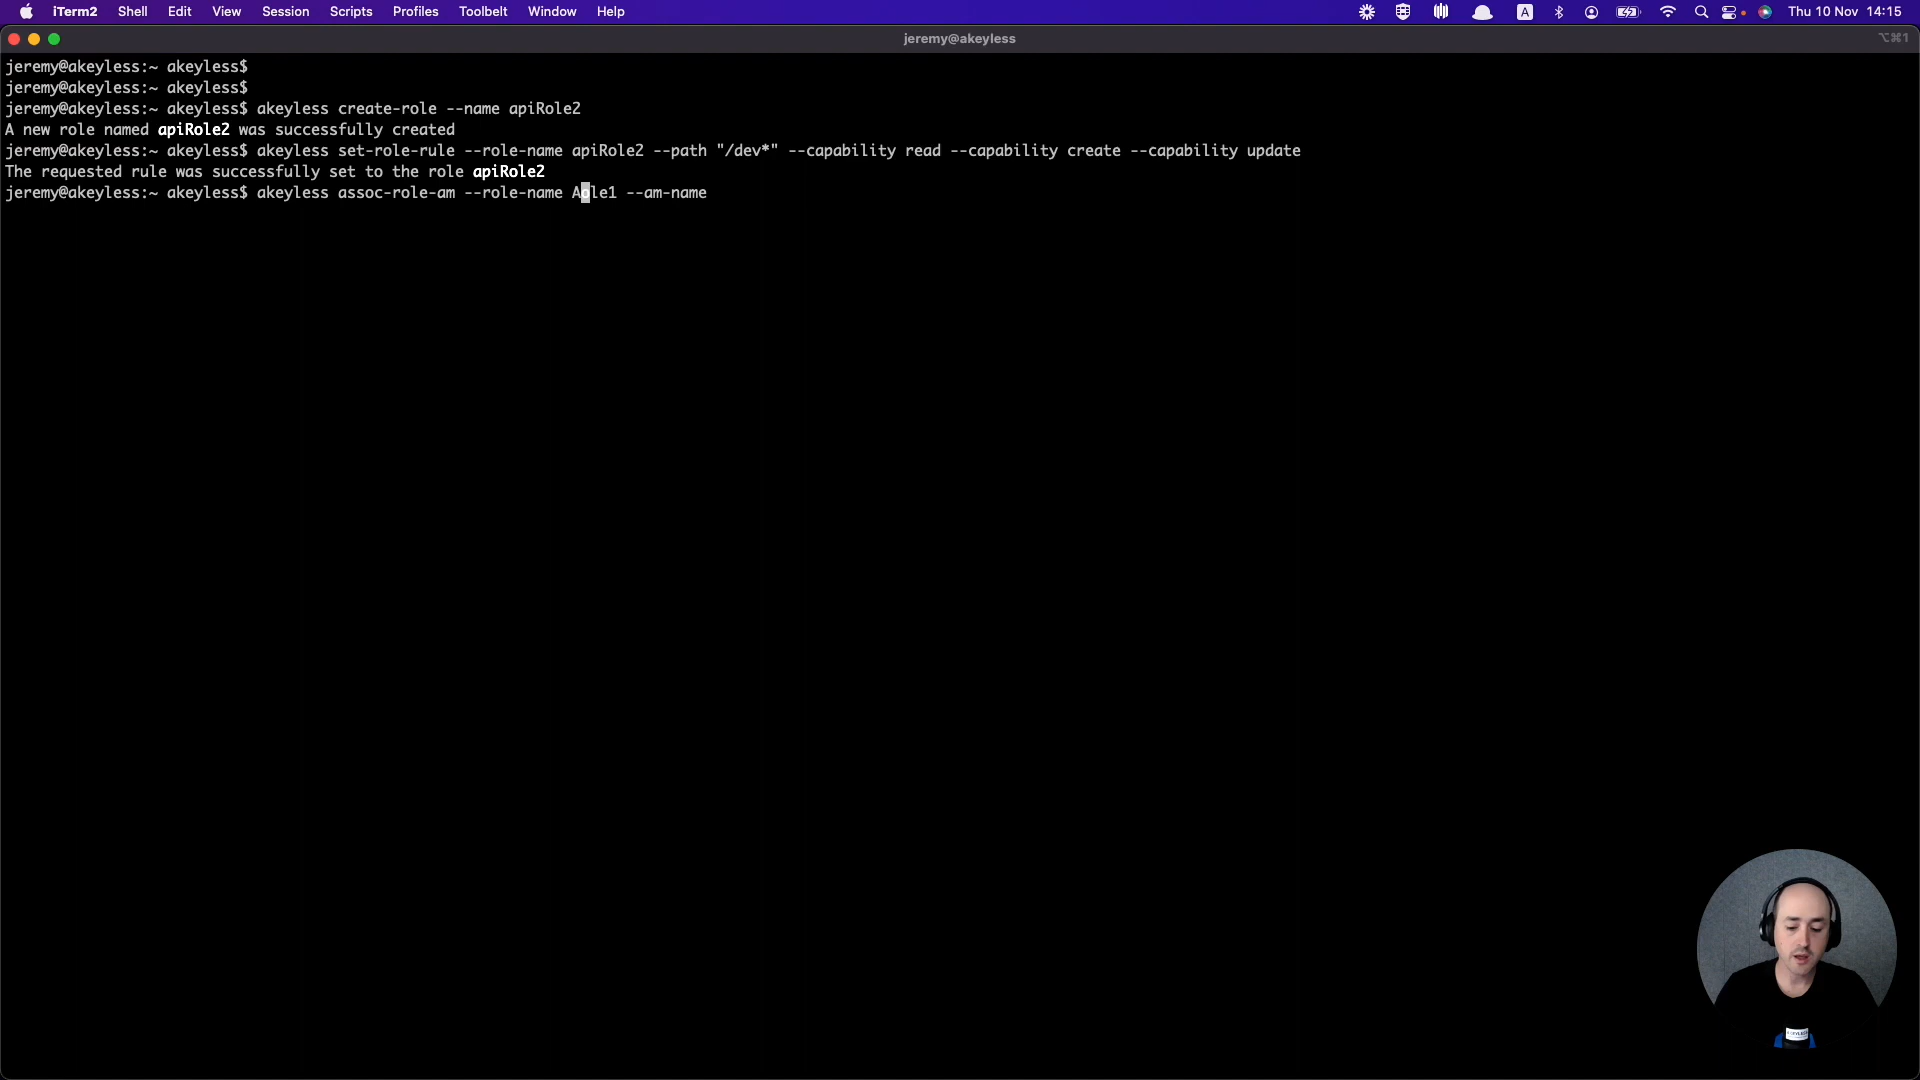 iTerm2 Shell Edit View Session Scripts Profiles Toolbelt Window Help A Thu 10 Nov 14:15
jeremy@akeyless ⌥⌘1
jeremy@akeyless:~ akeyless$
jeremy@akeyless:~ akeyless$
jeremy@akeyless:~ akeyless$ akeyless create-role --name apiRole2
A new role named apiRole2 was successfully created
jeremy@akeyless:~ akeyless$ akeyless set-role-rule --role-name apiRole2 --path "/dev*" --capability read --capability create --capability update
The requested rule was successfully set to the role apiRole2
jeremy@akeyless:~ akeyless$ akeyless assoc-role-am --role-name Aole1 --am-name